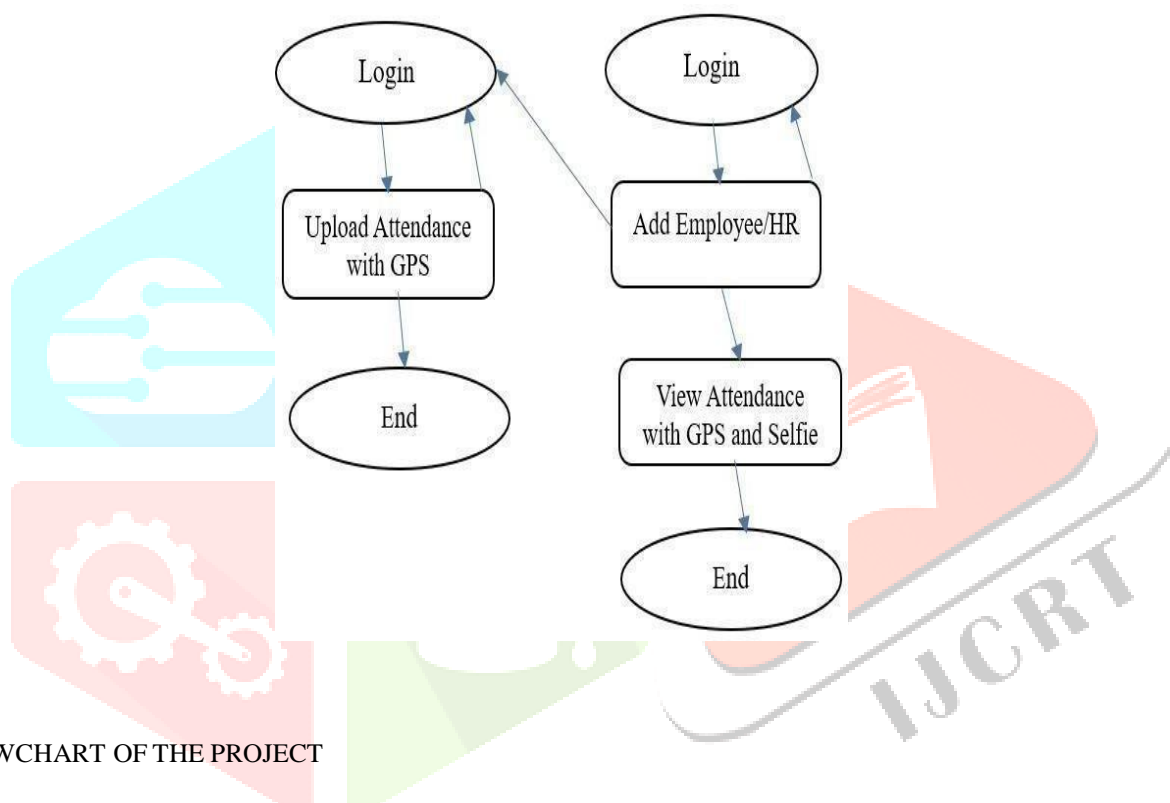 Login
Login
Upload Attendance
with GPS
Add Employee/HR
End
View Attendance
with GPS and Selfie
End
IJCRT
WCHART OF THE PROJECT